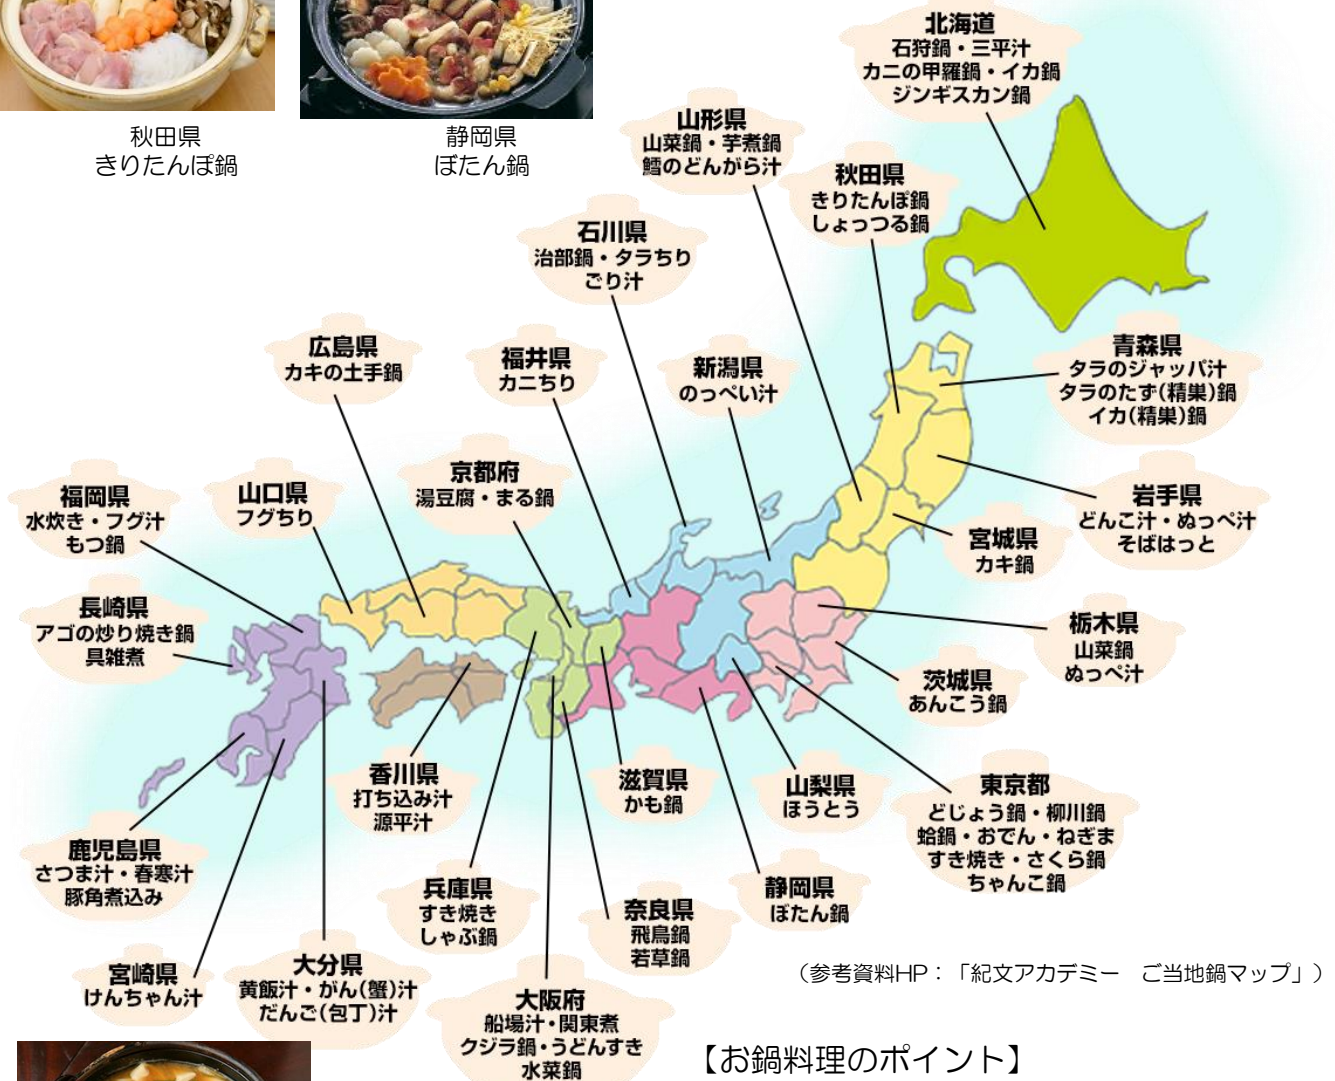 秋田県
きりたんぽ鍋
静岡県
ぼたん鍋
北海道
石狩鍋・三平汁
カニの甲羅鍋・イカ鍋
ジンギスカン鍋
山形県
山菜鍋・芋煮鍋
鱈のどんがら汁
秋田県
きりたんぽ鍋
しょっつる鍋
石川県
治部鍋・タラちり
ごり汁
広島県
カキの土手鍋
福井県
カニちり
新潟県
のっぺい汁
青森県
タラのジャッパ汁
タラのたず(精巣)鍋
イカ(精巣)鍋
京都府
湯豆腐・まる鍋
福岡県
水炊き・フグ汁
もつ鍋
山口県
フグちり
岩手県
どんこ汁・ぬっぺ汁
そばはっと
宮城県
カキ鍋
長崎県
アゴの炒り焼き鍋
具雑煮
栃木県
山菜鍋
ぬっぺ汁
茨城県
あんこう鍋
香川県
打ち込み汁
源平汁
滋賀県
かも鍋
山梨県
ほうとう
東京都
どじょう鍋・柳川鍋
蛤鍋・おでん・ねぎま
すき焼き・さくら鍋
ちゃんこ鍋
鹿児島県
さつま汁・春寒汁
豚角煮込み
兵庫県
すき焼き
しゃぶ鍋
奈良県
飛鳥鍋
若草鍋
静岡県
ぼたん鍋
宮崎県
けんちゃん汁
大分県
黄飯汁・がん(蟹)汁
だんご(包丁)汁
大阪府
船場汁・関東煮
クジラ鍋・うどんすき
水菜鍋
（参考資料HP：「紀文アカデミー　ご当地鍋マップ」）
【お鍋料理のポイント】